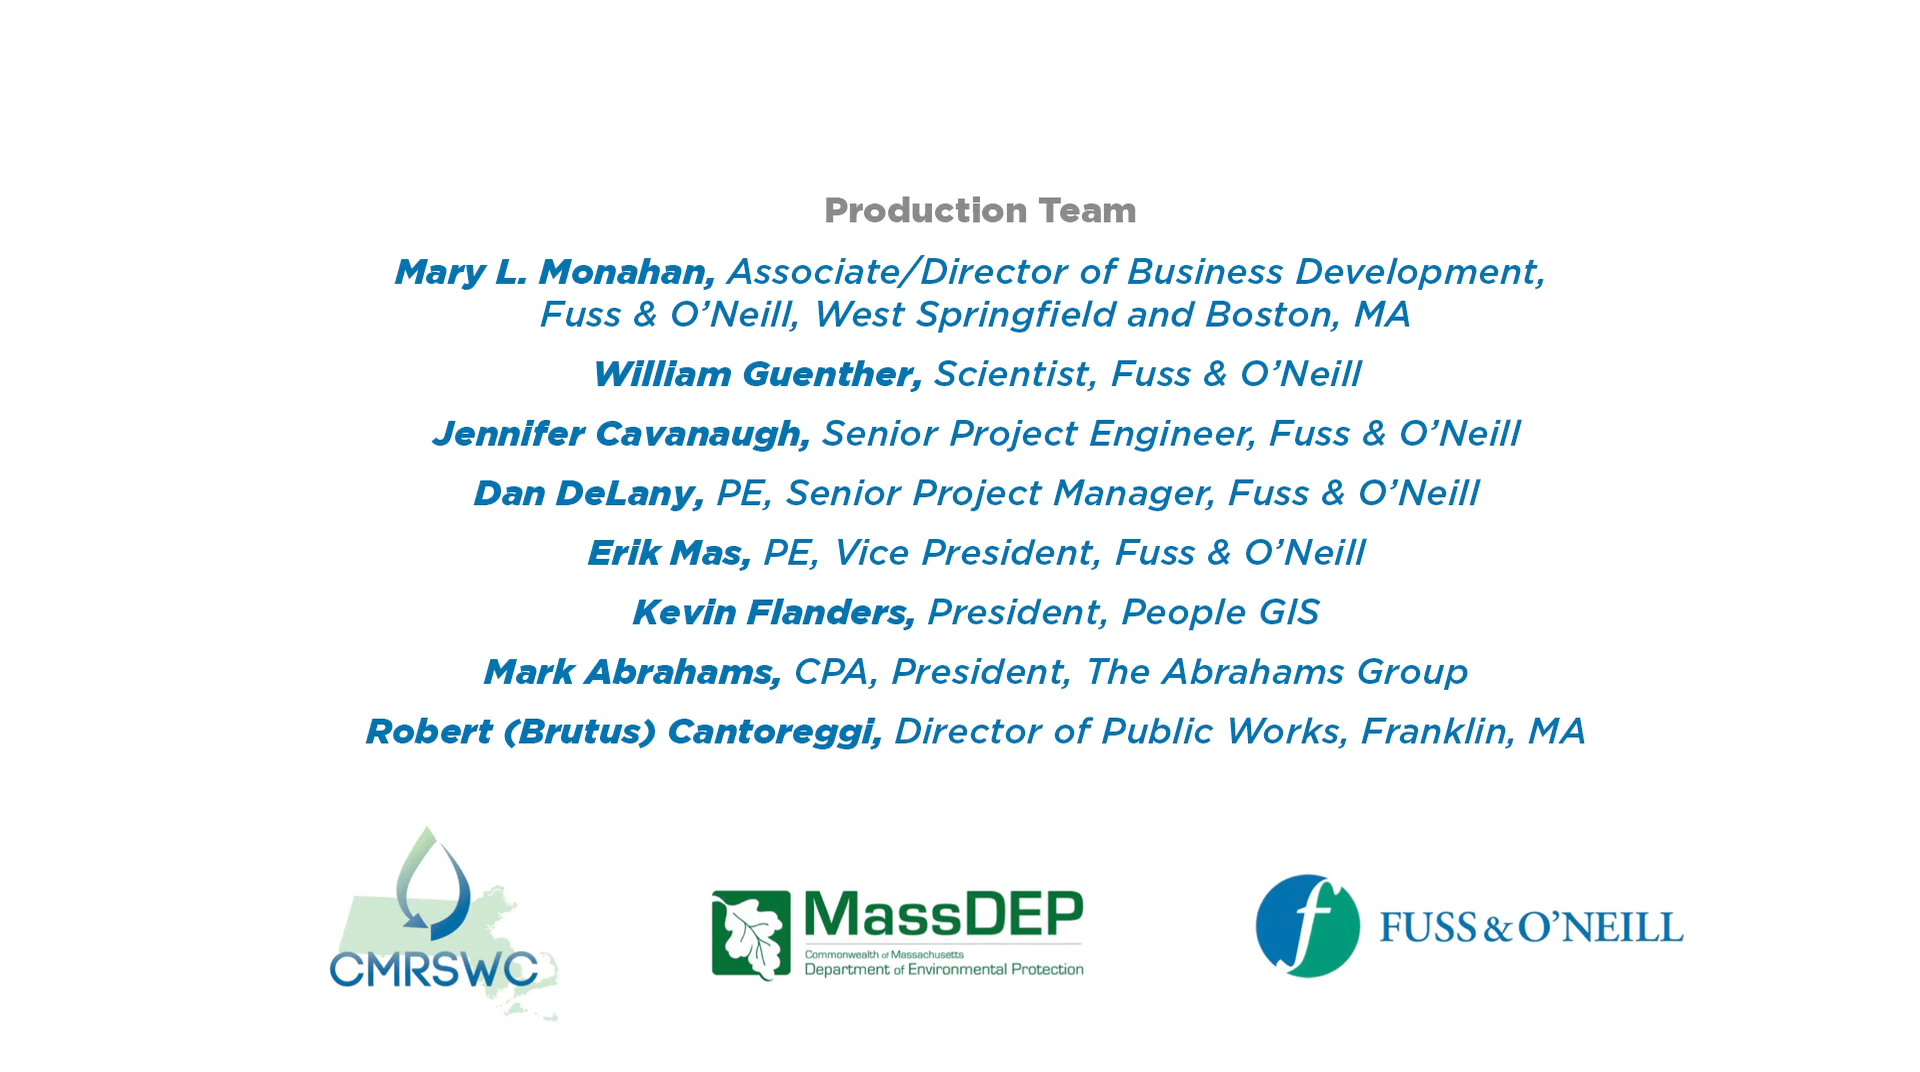 Production Team
Mary L. Monahan, Associate/Director of Business Development,
Fuss & O’Neill, West Springfield and Boston, MA
William Guenther, Scientist, Fuss & O’Neill
Jennifer Cavanaugh, Senior Project Engineer, Fuss & O’Neill
Dan DeLany, PE, Senior Project Manager, Fuss & O’Neill
Erik Mas, PE, Vice President, Fuss & O’Neill
Kevin Flanders, President, People GIS
Mark Abrahams, CPA, President, The Abrahams Group
Robert (Brutus) Cantoreggi, Director of Public Works, Franklin, MA
CMRSWC
MassDEP
Commonwealth of Massachusetts
Department of Environmental Protection
f FUSS & O’NEILL